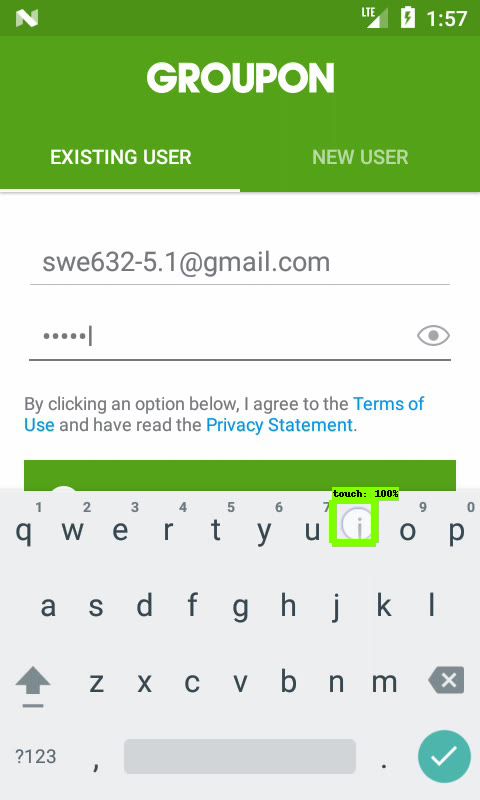 LTE 1:57
GROUPON
EXISTING USER NEW USER
swe632-5.1@gmail.com
•••••
By clicking an option below, I agree to the Terms of
Use and have read the Privacy Statement.
touch: 100%
1 2 3 4 5 6 7 9 0
q w e r t y u i o p
a s d f g h j k l
z x c v b n m
?123 , .